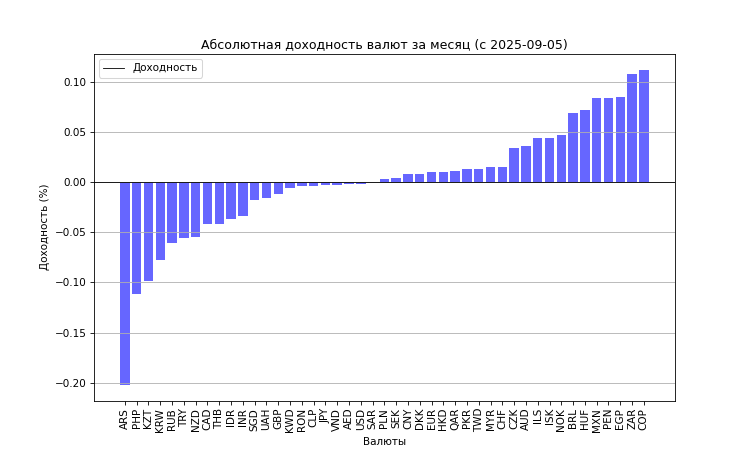 Абсолютная доходность валют за месяц (с 2025-09-05)
Доходность
0.10
0.05
0.00
−0.05
−0.10
−0.15
−0.20
Доходность (%)
ARS PHP KZT KRW RUB TRY NZD CAD THB IDR INR SGD UAH GBP KWD RON CLP JPY VND AED USD SAR PLN SEK CNY DKK EUR HKD QAR PKR TWD MYR CHF CZK AUD ILS ISK NOK BRL HUF MXN PEN EGP ZAR COP
Валюты